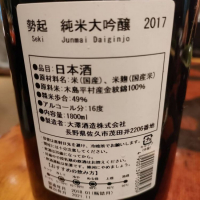 勢起 純米大吟醸 2017
Seki Junmai Daiginjo
■品目：日本酒
■原料名：米（国産）、米麹（国産米）
■原料米：木島平村産金紋錦100%
■精米歩合：49%
■アルコール分：16度
■内容量：1800ml
■製造者：大澤酒造株式会社
長野県佐久市茂田井2206番地